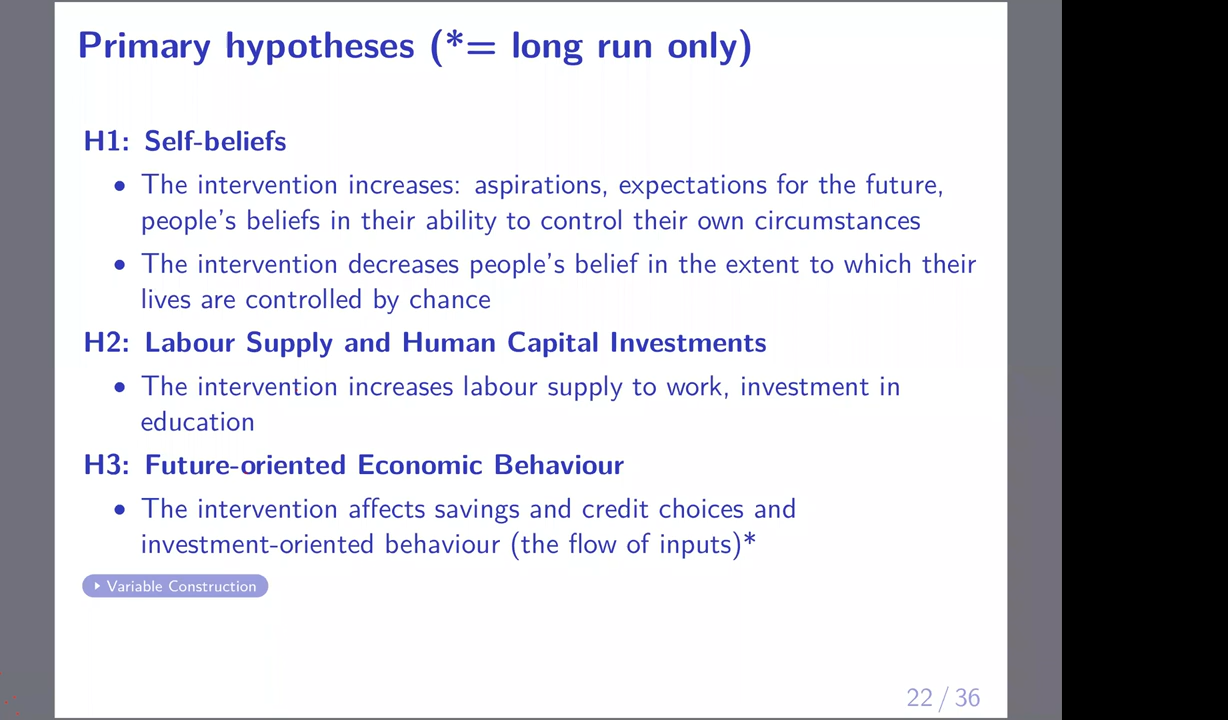 Primary hypotheses (*= long run only)
H1: Self-beliefs
• The intervention increases: aspirations, expectations for the future,
people's beliefs in their ability to control their own circumstances
• The intervention decreases people's belief in the extent to which their
lives are controlled by chance
H2: Labour Supply and Human Capital Investments
• The intervention increases labour supply to work, investment in
education
H3: Future-oriented Economic Behaviour
• The intervention affects savings and credit choices and
investment-oriented behaviour (the flow of inputs)*
Variable Construction
22 / 36